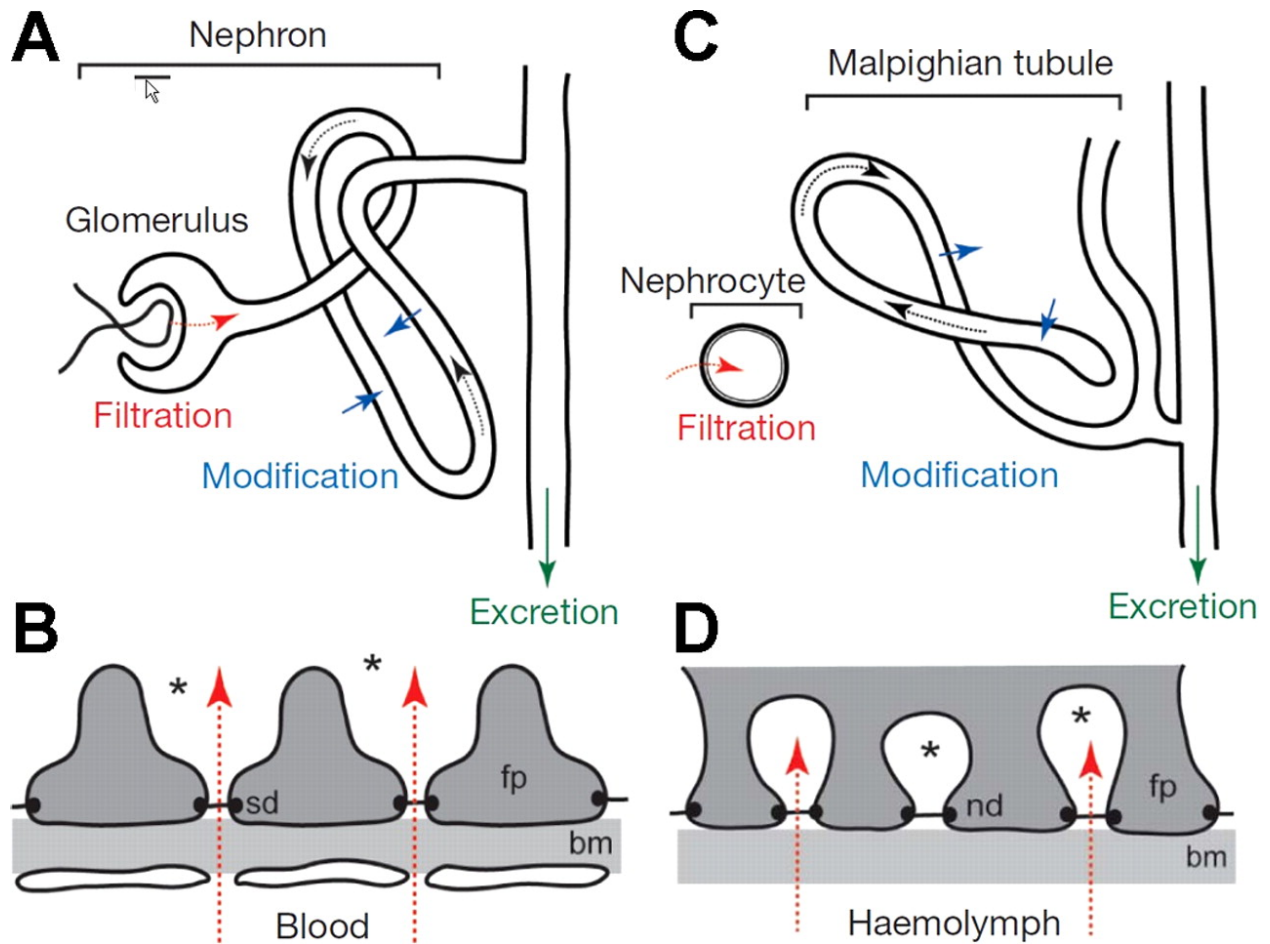 A
Nephron
Glomerulus
Filtration
Modification
Excretion
B
*
*
sd
fp
bm
Blood
C
Malpighian tubule
Nephrocyte
Filtration
Modification
Excretion
D
*
*
nd
fp
bm
Haemolymph